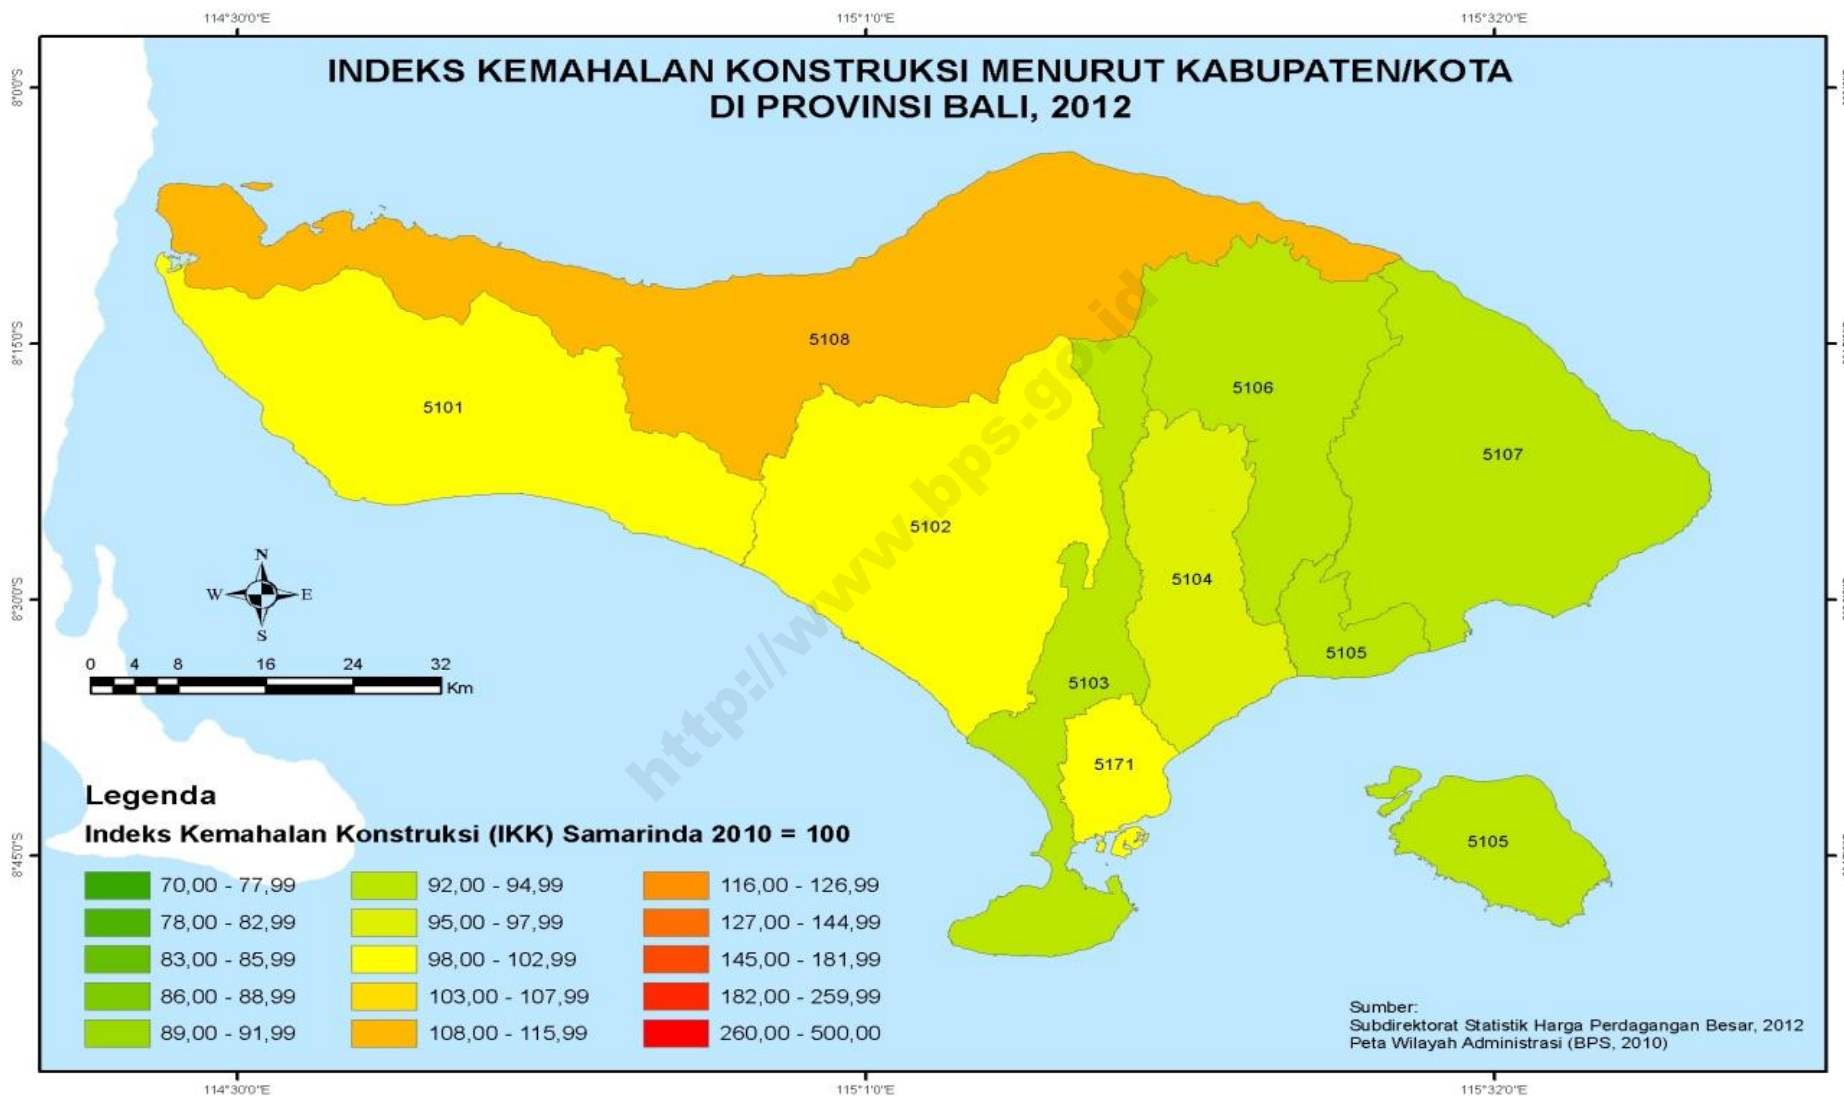 114°30'0"E
115°1'0"E
115°32'0"E
INDEKS KEMAHALAN KONSTRUKSI MENURUT KABUPATEN/KOTA
DI PROVINSI BALI, 2012
8°0'0"S
8°15'0"S
8°30'0"S
8°45'0"S
5108
5101
5106
5107
5102
5104
5105
5103
5171
5105
http://www.bps.go.id
N
W E
S
0 4 8 16 24 32
Km
Legenda
Indeks Kemahalan Konstruksi (IKK) Samarinda 2010 = 100
70,00 - 77,99
78,00 - 82,99
83,00 - 85,99
86,00 - 88,99
89,00 - 91,99
92,00 - 94,99
95,00 - 97,99
98,00 - 102,99
103,00 - 107,99
108,00 - 115,99
116,00 - 126,99
127,00 - 144,99
145,00 - 181,99
182,00 - 259,99
260,00 - 500,00
Sumber:
Subdirektorat Statistik Harga Perdagangan Besar, 2012
Peta Wilayah Administrasi (BPS, 2010)
114°30'0"E
115°1'0"E
115°32'0"E